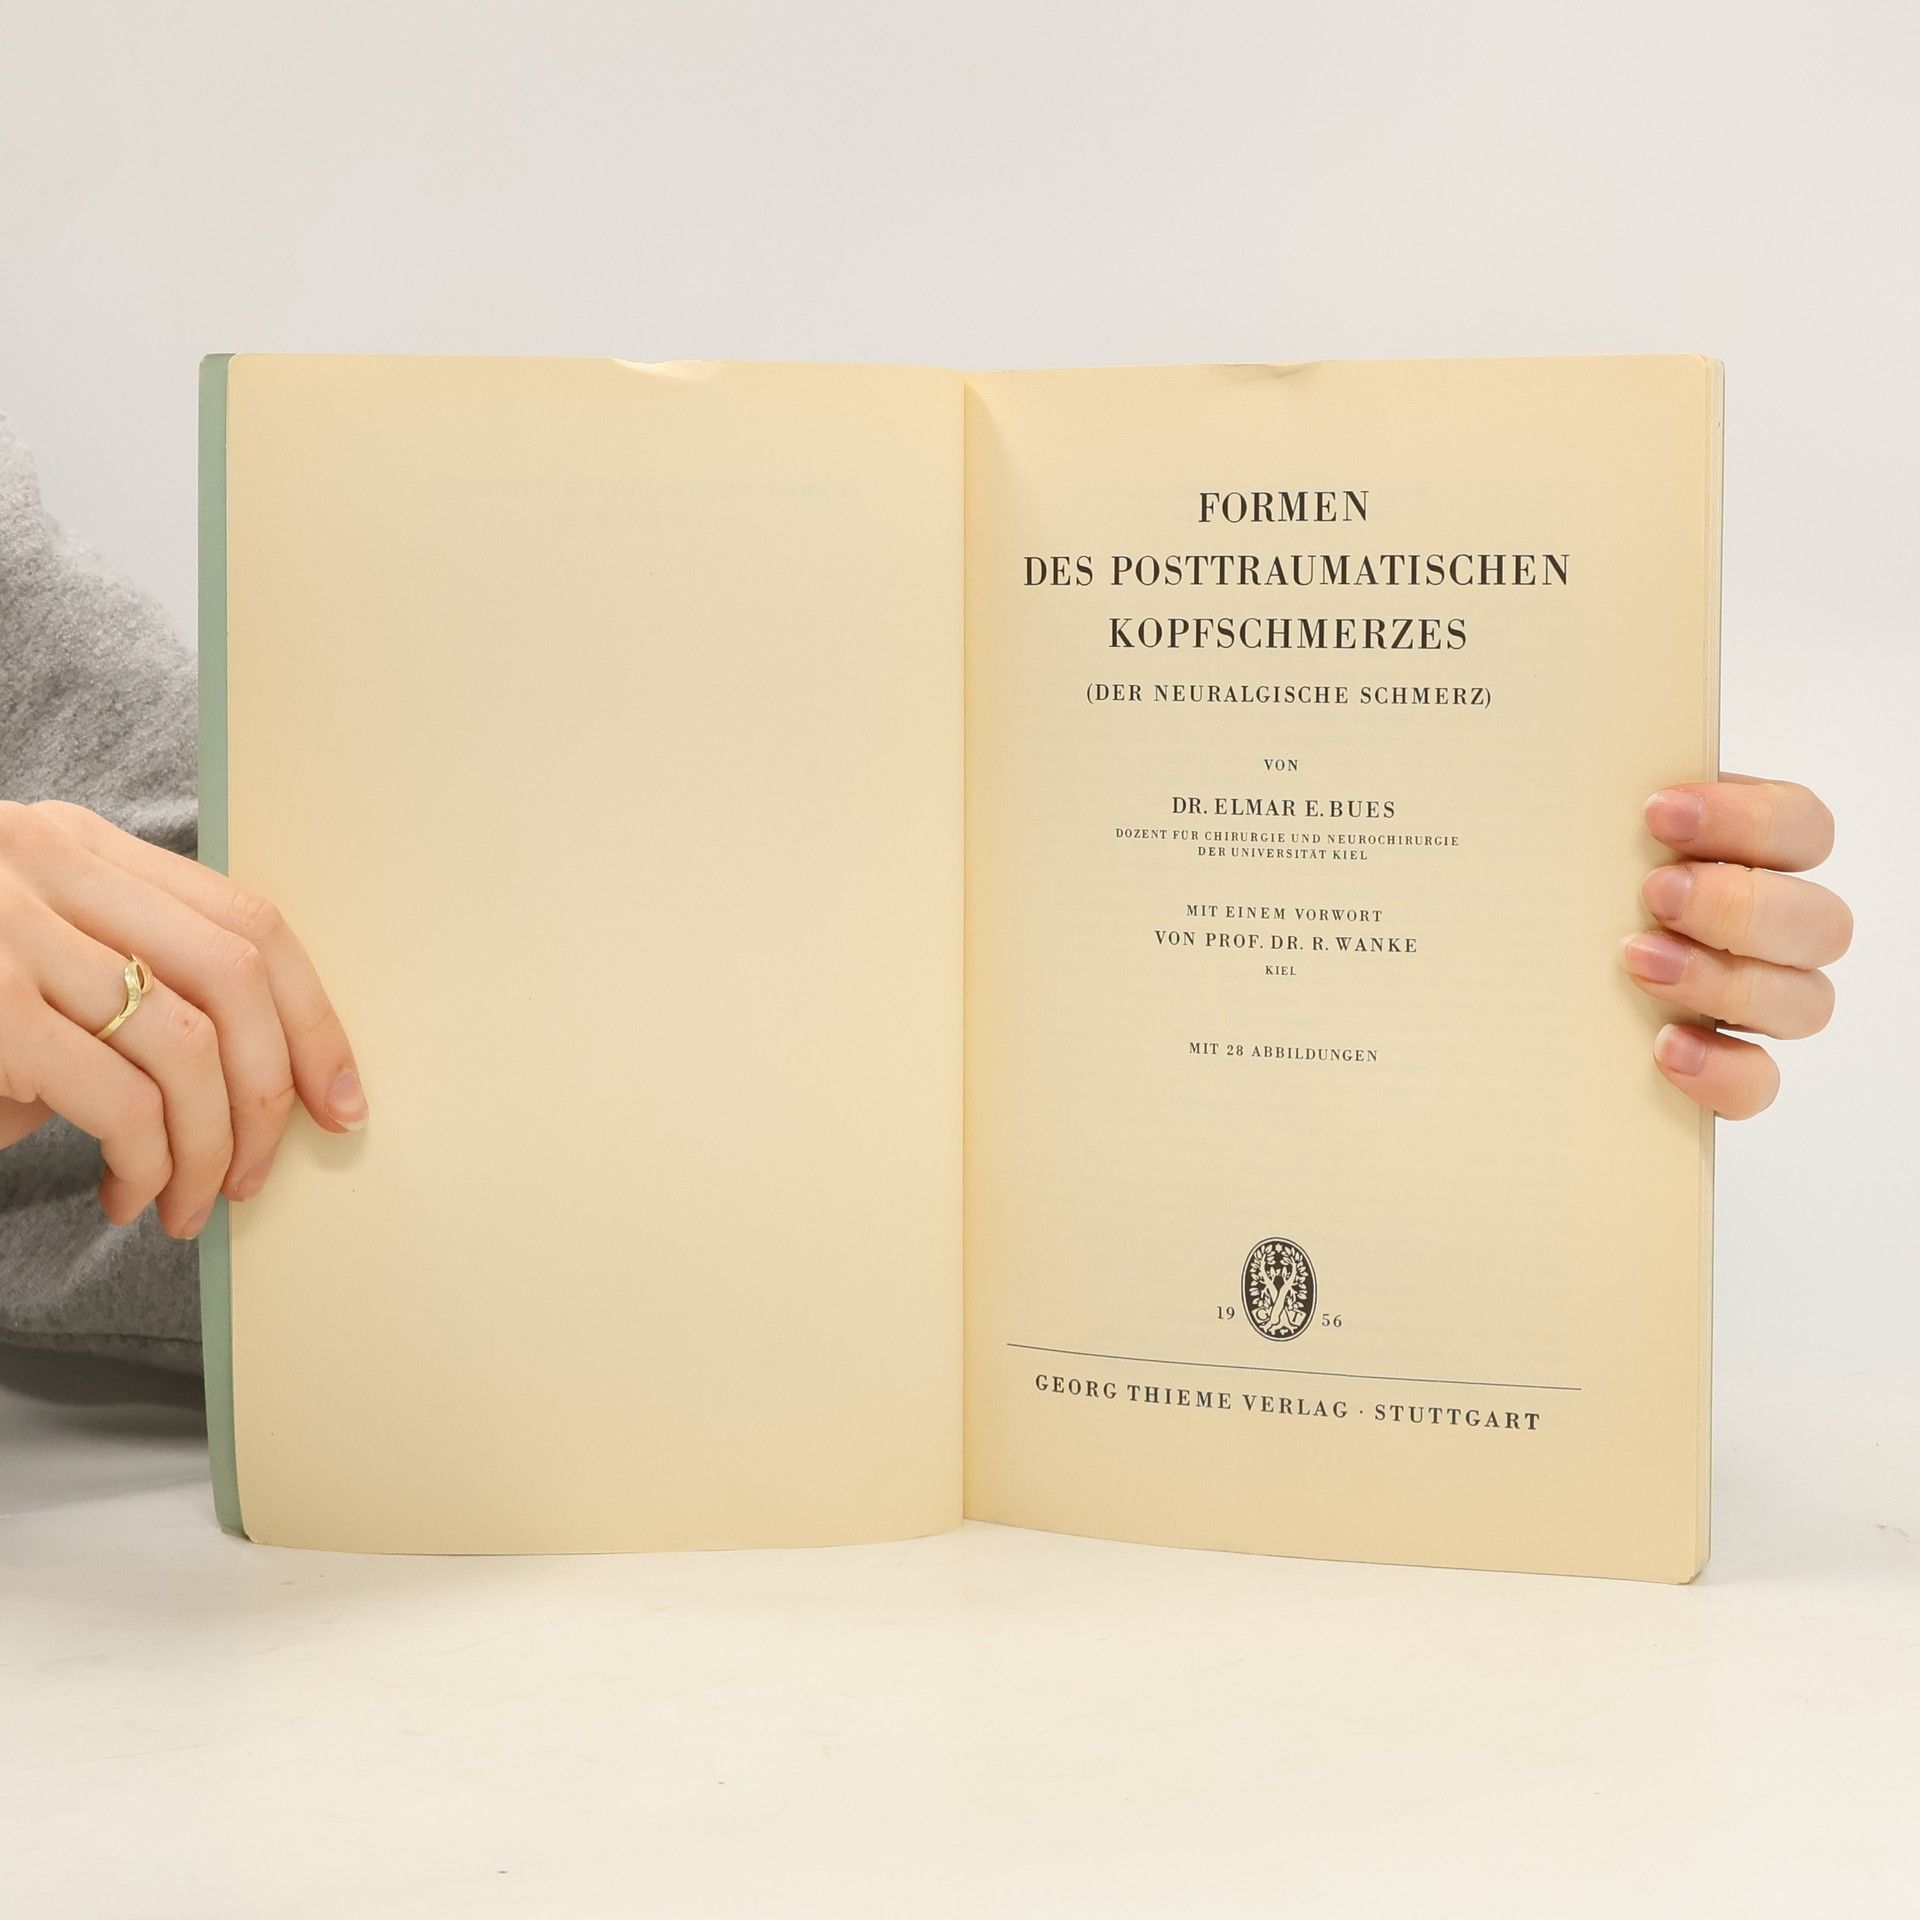 FORMEN
DES POSTTRAUMATISCHEN
KOPFSCHMERZES
(DER NEURALGISCHE SCHMERZ)
VON
DR. ELMAR E. BUES
DOZENT FÜR CHIRURGIE UND NEUROCHIRURGIE
DER UNIVERSITÄT KIEL
MIT EINEM VORWORT
VON PROF. DR. R. WANKE
KIEL
MIT 28 ABBILDUNGEN
19 56
GEORG THIEME VERLAG · STUTTGART